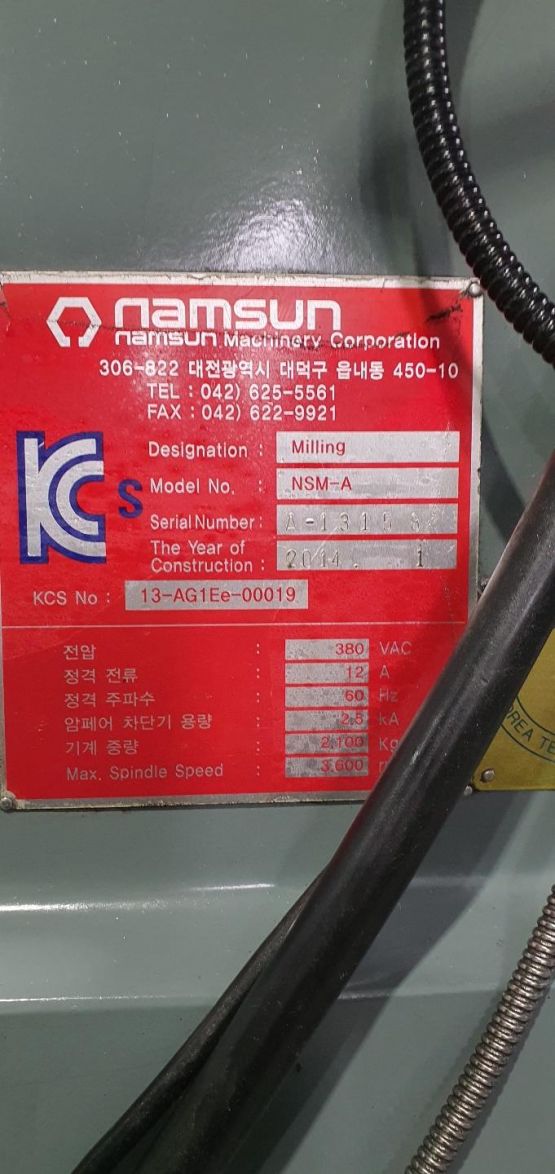 namsun
namsun Machinery Corporation
306-822 대전광역시 대덕구 읍내동 450-10
TEL : 042) 625-5561
FAX : 042) 622-9921
KCs
Designation : Milling
Model No. : NSM-A
Serial Number :
The Year of
Construction : 2014. 1
KCS No : 13-AG1Ee-00019
전압 : 380 VAC
정격 전류 : 12 A
정격 주파수 : 60 Hz
암페어 차단기 용량 : 2.5 kA
기계 중량 : 2,100 Kg
Max. Spindle Speed : 3,600